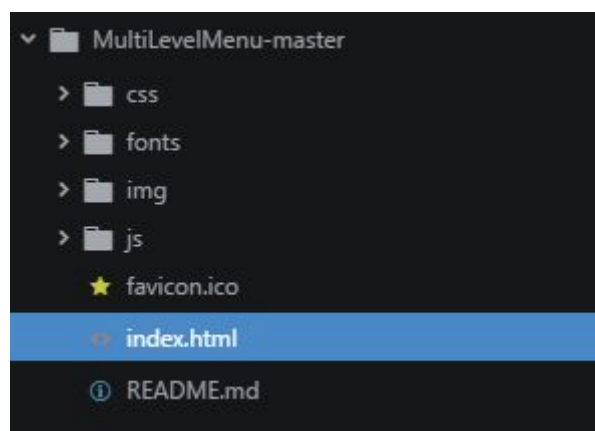 MultiLevelMenu-master
css
fonts
img
js
favicon.ico
index.html
README.md